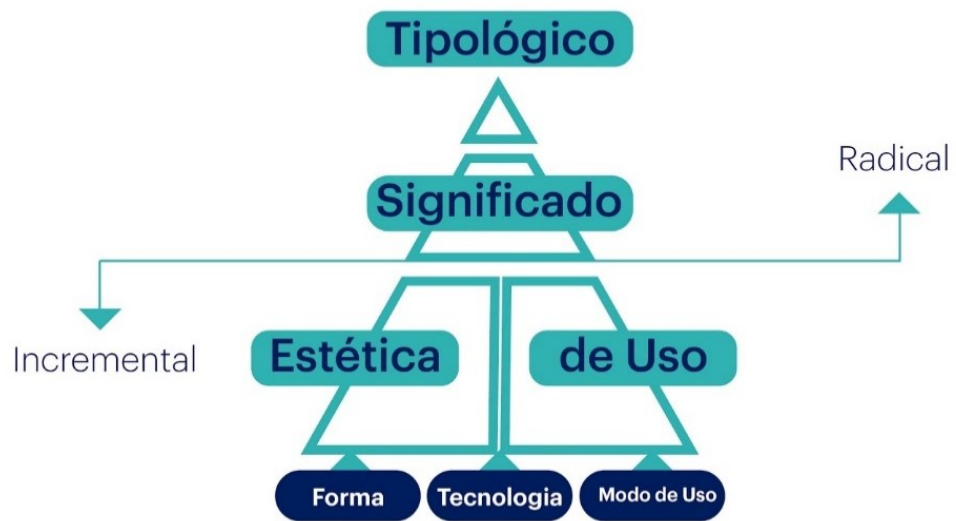 Tipológico
Radical
Significado
Incremental
Estética
de Uso
Forma
Tecnologia
Modo de Uso